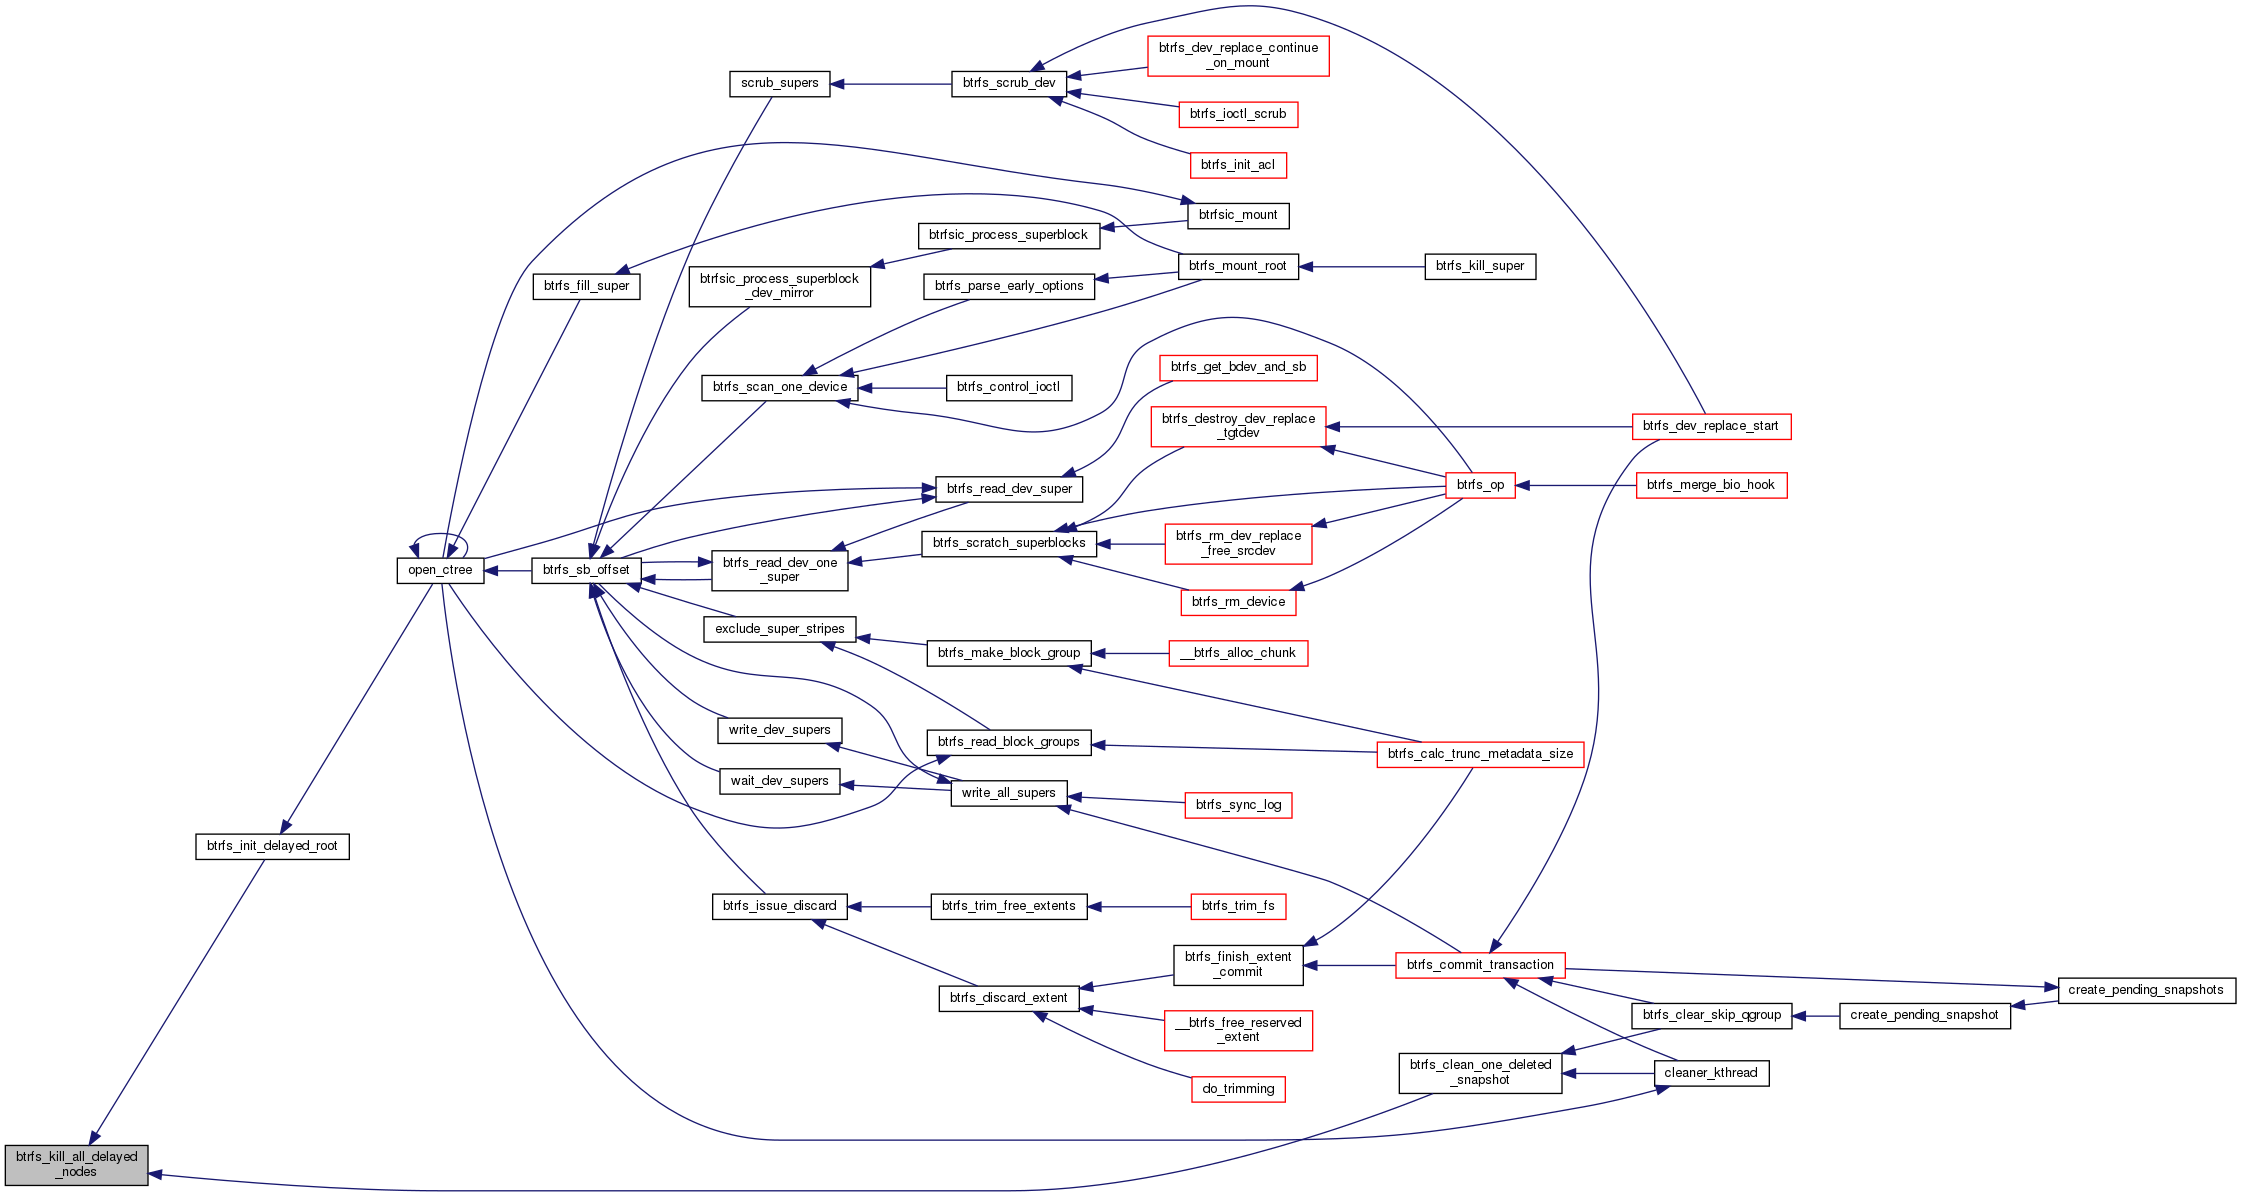 btrfs_dev_replace_continue
_on_mount
scrub_supers
btrfs_scrub_dev
btrfs_ioctl_scrub
btrfs_init_acl
btrfsic_mount
btrfsic_process_superblock
btrfsic_process_superblock
_dev_mirror
btrfs_mount_root
btrfs_kill_super
btrfs_fill_super
btrfs_parse_early_options
btrfs_get_bdev_and_sb
btrfs_scan_one_device
btrfs_control_ioctl
btrfs_destroy_dev_replace
_tgtdev
btrfs_dev_replace_start
btrfs_read_dev_super
btrfs_op
btrfs_merge_bio_hook
btrfs_scratch_superblocks
btrfs_rm_dev_replace
_free_srcdev
open_ctree
btrfs_sb_offset
btrfs_read_dev_one
_super
btrfs_rm_device
exclude_super_stripes
btrfs_make_block_group
__btrfs_alloc_chunk
write_dev_supers
btrfs_read_block_groups
btrfs_calc_trunc_metadata_size
wait_dev_supers
write_all_supers
btrfs_sync_log
btrfs_init_delayed_root
btrfs_issue_discard
btrfs_trim_free_extents
btrfs_trim_fs
btrfs_finish_extent
_commit
btrfs_commit_transaction
create_pending_snapshots
btrfs_discard_extent
btrfs_clear_skip_qgroup
create_pending_snapshot
__btrfs_free_reserved
_extent
btrfs_clean_one_deleted
_snapshot
cleaner_kthread
do_trimming
btrfs_kill_all_delayed
_nodes